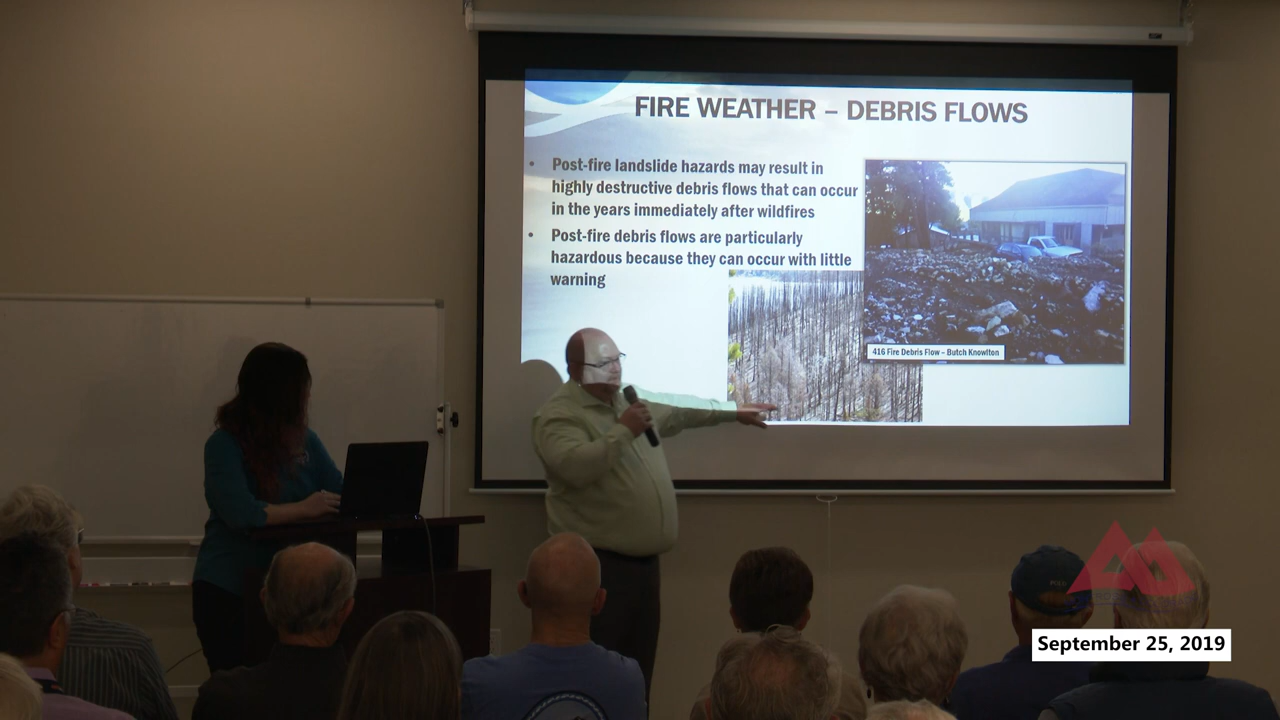 FIRE WEATHER – DEBRIS FLOWS
• Post-fire landslide hazards may result in
highly destructive debris flows that can occur
in the years immediately after wildfires
• Post-fire debris flows are particularly
hazardous because they can occur with little
warning
416 Fire Debris Flow – Butch Knowlton
September 25, 2019